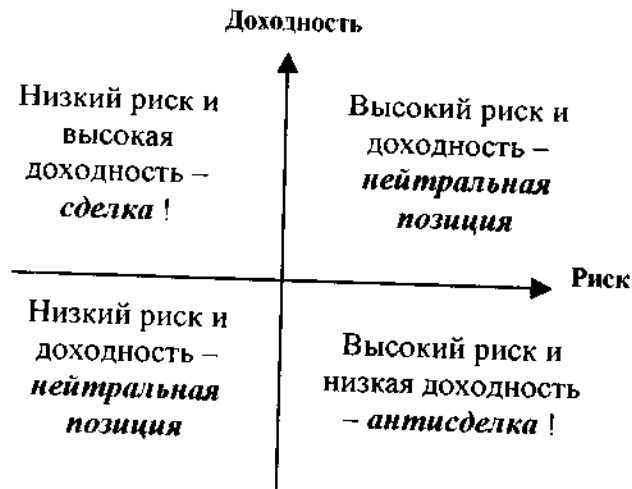 Доходность
Низкий риск и
высокая
доходность –
сделка !
Высокий риск и
доходность –
нейтральная
позиция
Риск
Низкий риск и
доходность –
нейтральная
позиция
Высокий риск и
низкая доходность
– антисделка !